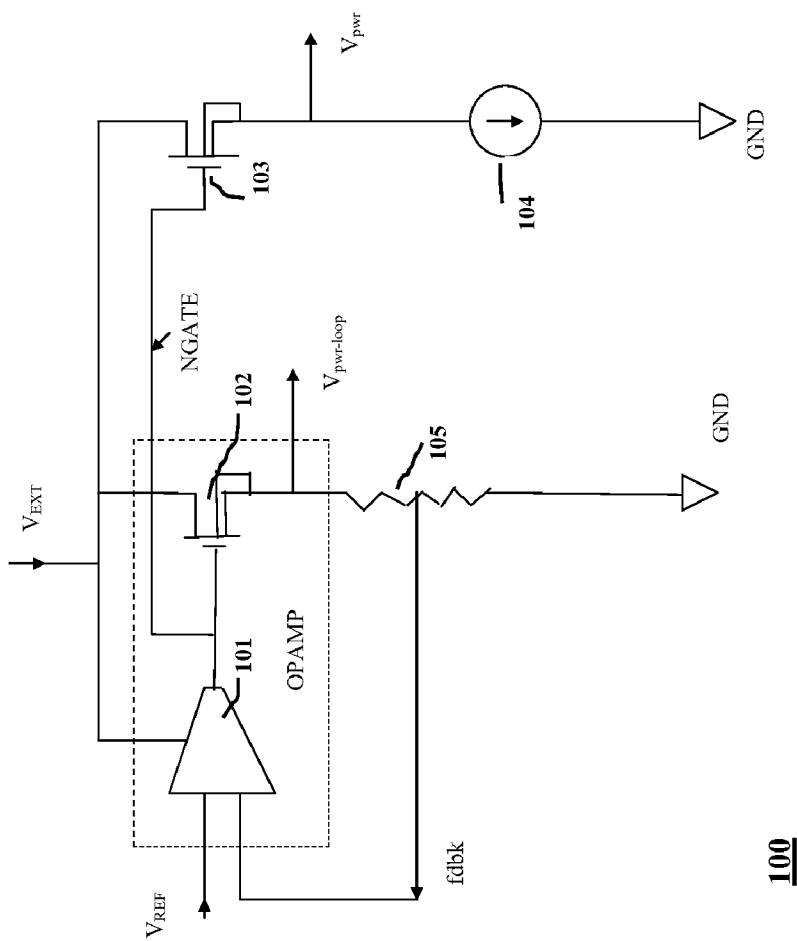 V_EXT
V_pwr
103
104
GND
NGATE
102
V_pwr-loop
105
GND
101
OPAMP
V_REF
fdbk
100